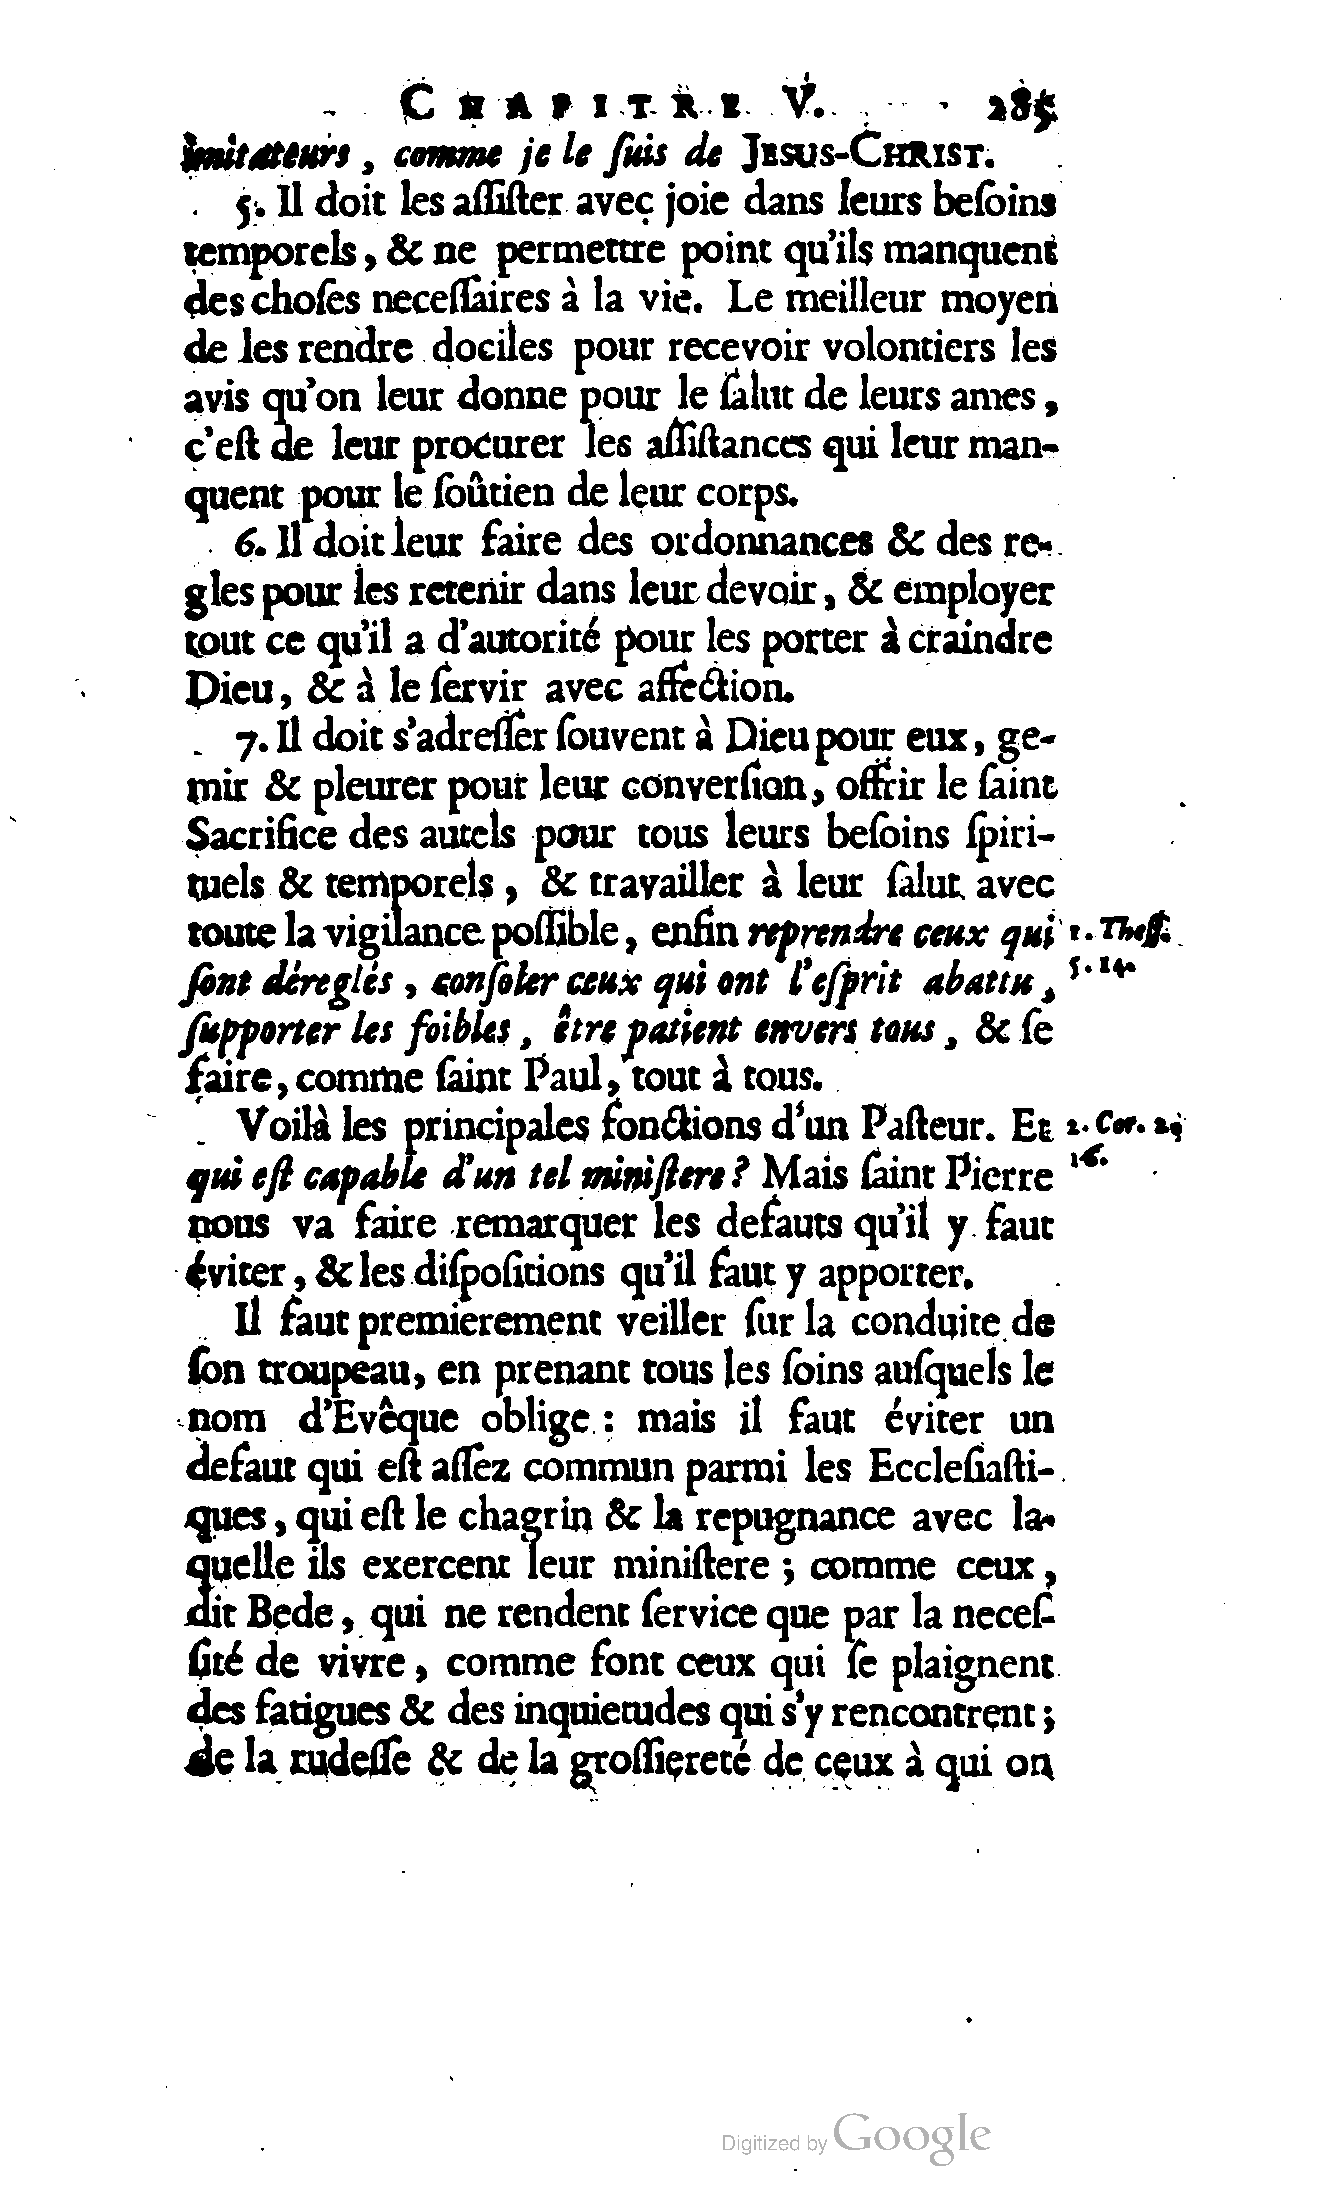 CHAPITRE V. 285
imitateurs, comme je le ſuis de JESUS-CHRIST.
5. Il doit les aſſiſter avec joie dans leurs beſoins
temporels, & ne permettre point qu'ils manquent
des choſes neceſſaires à la vie. Le meilleur moyen
de les rendre dociles pour recevoir volontiers les
avis qu'on leur donne pour le ſalut de leurs ames,
c'eſt de leur procurer les aſſiſtances qui leur man-
quent pour le ſoûtien de leur corps.
6. Il doit leur faire des ordonnances & des re-
gles pour les retenir dans leur devoir, & employer
tout ce qu'il a d'autorité pour les porter à craindre
Dieu, & à le ſervir avec affection.
7. Il doit s'adreſſer ſouvent à Dieu pour eux, ge-
mir & pleurer pour leur converſion, offrir le ſaint
Sacrifice des autels pour tous leurs beſoins ſpiri-
tuels & temporels, & travailler à leur ſalut avec
toute la vigilance poſſible, enfin reprendre ceux qui 1. Theſſ.
ſont déreglés, conſoler ceux qui ont l'eſprit abattu, 5. 14.
ſupporter les foibles, être patient envers tous, & ſe
faire, comme ſaint Paul, tout à tous.
Voilà les principales fonctions d'un Paſteur. Et 2. Cor. 2,
qui eſt capable d'un tel miniſtere? Mais ſaint Pierre 16.
nous va faire remarquer les defauts qu'il y faut
éviter, & les diſpoſitions qu'il faut y apporter.
Il faut premierement veiller ſur la conduite de
ſon troupeau, en prenant tous les ſoins auſquels le
nom d'Evêque oblige : mais il faut éviter un
defaut qui eſt aſſez commun parmi les Eccleſiaſti-
ques, qui eſt le chagrin & la repugnance avec la-
quelle ils exercent leur miniſtere ; comme ceux,
dit Bede, qui ne rendent ſervice que par la neceſ-
ſité de vivre, comme font ceux qui ſe plaignent
des fatigues & des inquietudes qui s'y rencontrent ;
de la rudeſſe & de la groſſiereté de ceux à qui on
Digitized by Google